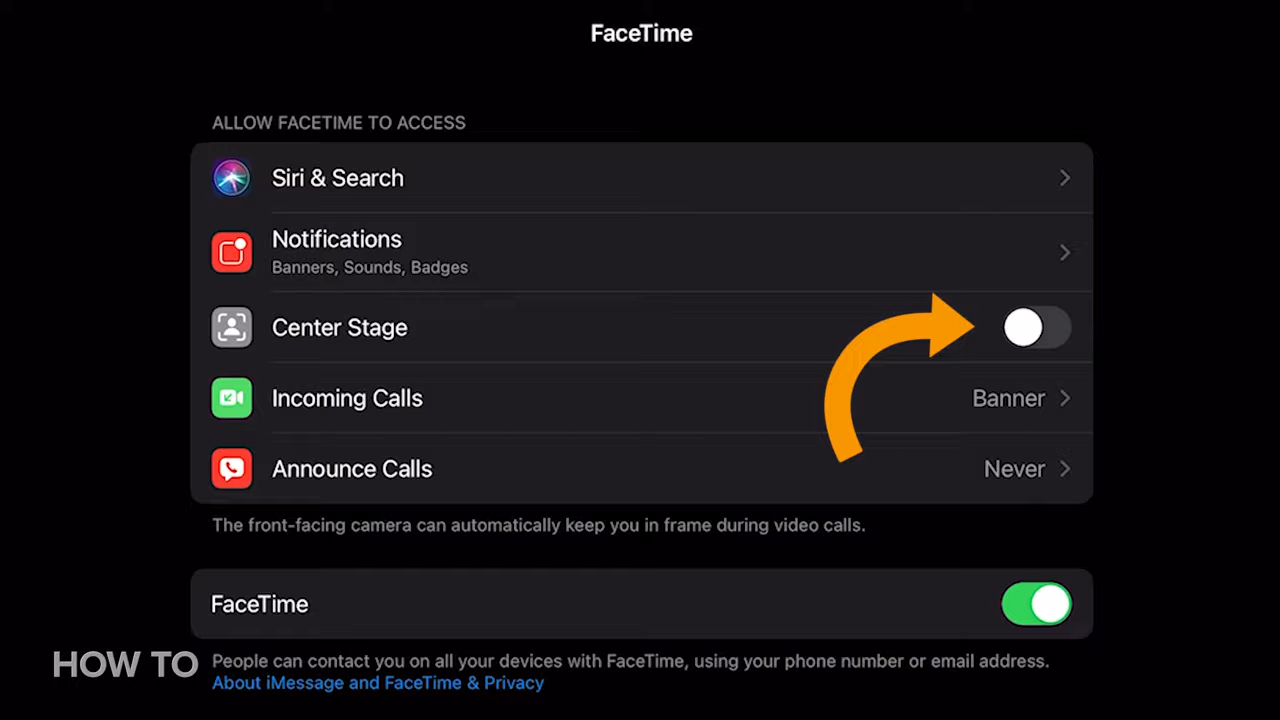 FaceTime
ALLOW FACETIME TO ACCESS
Siri & Search
Notifications
Banners, Sounds, Badges
Center Stage
Incoming Calls
Banner
Announce Calls
Never
The front-facing camera can automatically keep you in frame during video calls.
FaceTime
HOW TO
People can contact you on all your devices with FaceTime, using your phone number or email address.
About iMessage and FaceTime & Privacy